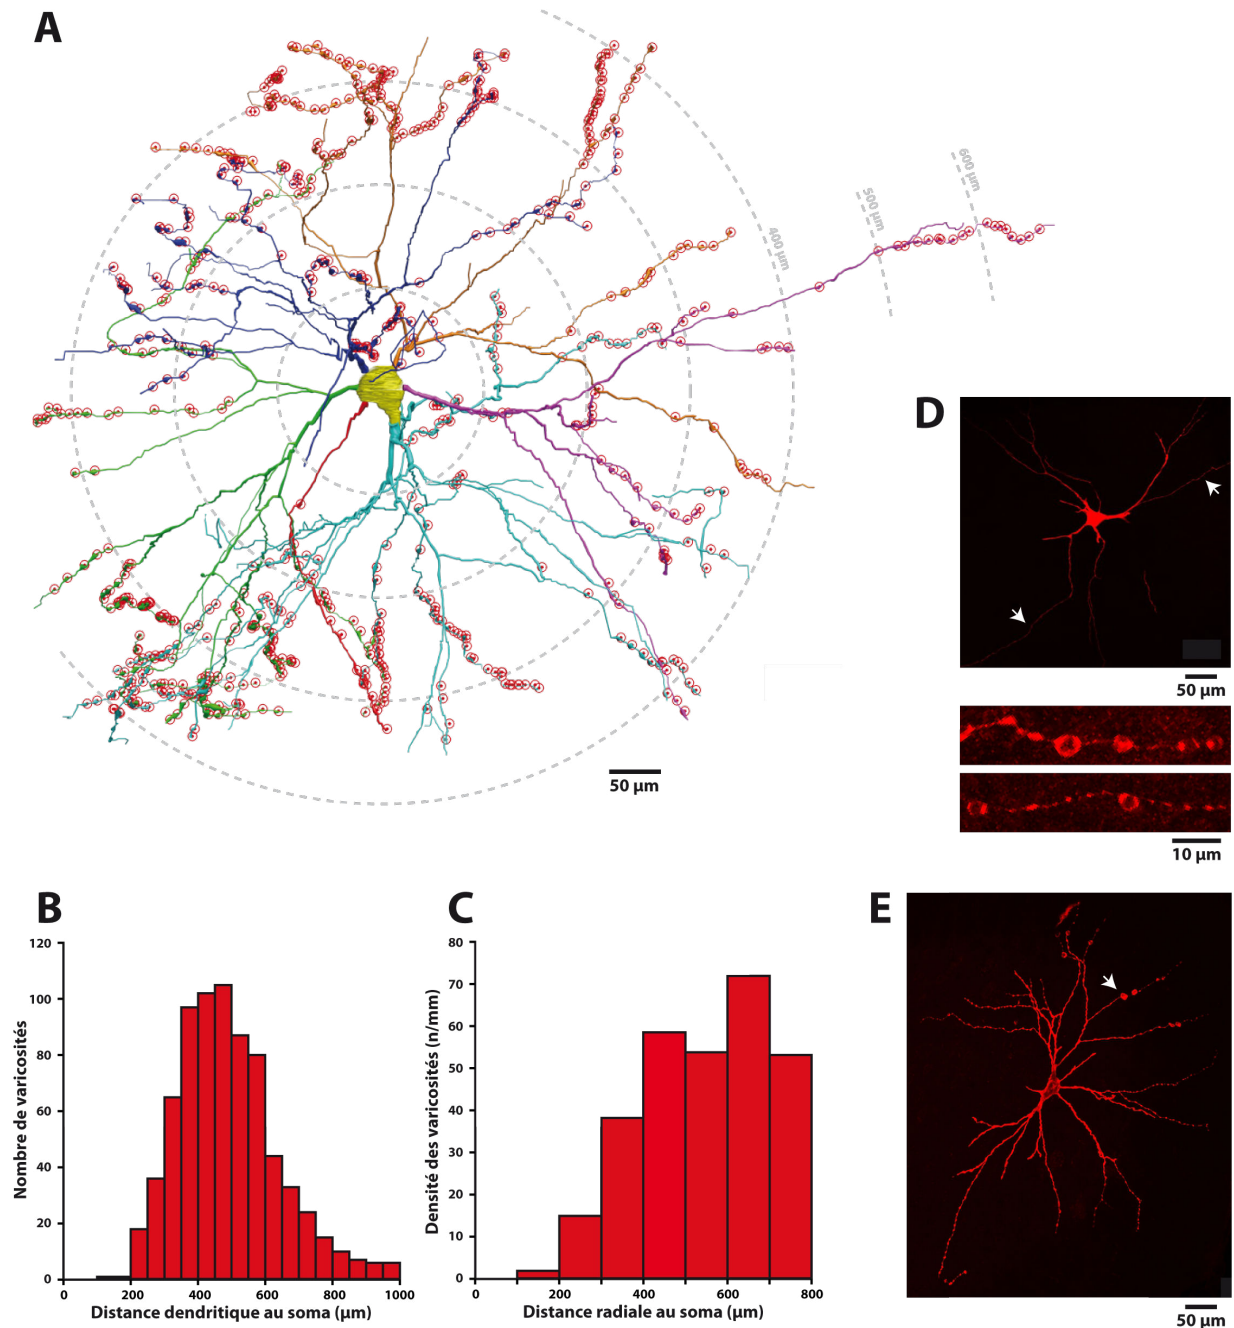 A
600 µm
500 µm
400 µm
50 µm
D
50 µm
10 µm
B
Nombre de varicosités
120
100
80
60
40
20
0
0 200 400 600 800 1000
Distance dendritique au soma (µm)
C
Densité des varicosités (n/mm)
80
70
60
50
40
30
20
10
0
0 200 400 600 800
Distance radiale au soma (µm)
E
50 µm